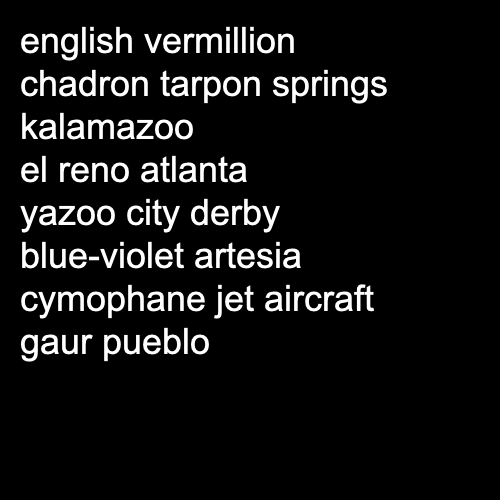 english vermillion
chadron tarpon springs
kalamazoo
el reno atlanta
yazoo city derby
blue-violet artesia
cymophane jet aircraft
gaur pueblo